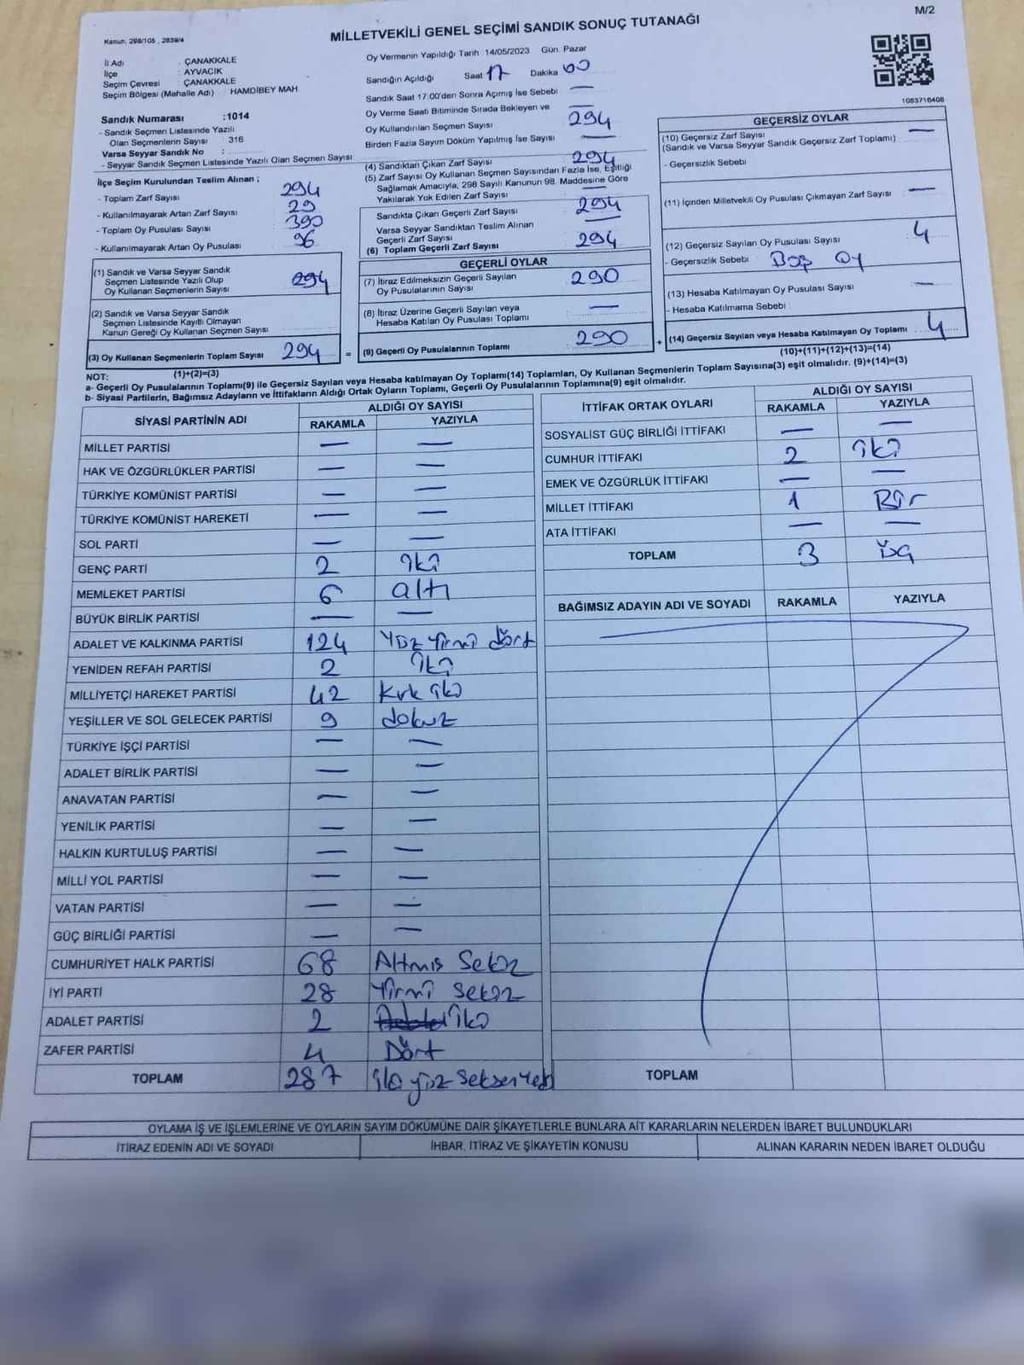 M/2
Kanun: 298/105 , 2839/4
MİLLETVEKİLİ GENEL SEÇİMİ SANDIK SONUÇ TUTANAĞI
İl Adı : ÇANAKKALE
İlçe : AYVACIK
Seçim Çevresi : ÇANAKKALE
Seçim Bölgesi (Mahalle Adı) : HAMDİBEY MAH
Sandık Numarası :1014
- Sandık Seçmen Listesinde Yazılı
Olan Seçmenlerin Sayısı : 316
Varsa Seyyar Sandık No :
- Seyyar Sandık Seçmen Listesinde Yazılı Olan Seçmen Sayısı :
İlçe Seçim Kurulundan Teslim Alınan ;
- Toplam Zarf Sayısı : 294
- Kullanılmayarak Artan Zarf Sayısı : 29
- Toplam Oy Pusulası Sayısı : 390
- Kullanılmayarak Artan Oy Pusulası : 96
(1) Sandık ve Varsa Seyyar Sandık
Seçmen Listesinde Yazılı Olup
Oy Kullanan Seçmenlerin Sayısı : 294
(2) Sandık ve Varsa Seyyar Sandık
Seçmen Listesinde Kayıtlı Olmayan
Kanun Gereği Oy Kullanan Seçmen Sayısı :
(3) Oy Kullanan Seçmenlerin Toplam Sayısı : 294 =
(1)+(2)=(3)
Oy Vermenin Yapıldığı Tarih :14/05/2023 Gün: Pazar
Sandığın Açıldığı Saat 17 Dakika 00
Sandık Saat 17:00'den Sonra Açılmış İse Sebebi : —
Oy Verme Saati Bitiminde Sırada Bekleyen ve
Oy Kullandırılan Seçmen Sayısı : —
Birden Fazla Sayım Döküm Yapılmış İse Sayısı : 294
—
(4) Sandıktan Çıkan Zarf Sayısı : 294
(5) Zarf Sayısı Oy Kullanan Seçmen Sayısından Fazla İse, Eşitliği
Sağlamak Amacıyla, 298 Sayılı Kanunun 98. Maddesine Göre
Yakılarak Yok Edilen Zarf Sayısı : —
Sandıkta Çıkan Geçerli Zarf Sayısı : 294
Varsa Seyyar Sandıktan Teslim Alınan
Geçerli Zarf Sayısı : —
(6) Toplam Geçerli Zarf Sayısı : 294
GEÇERLİ OYLAR
(7) İtiraz Edilmeksizin Geçerli Sayılan
Oy Pusulalarının Sayısı : 290
(8) İtiraz Üzerine Geçerli Sayılan veya
Hesaba Katılan Oy Pusulası Toplamı : —
(9) Geçerli Oy Pusulalarının Toplamı : 290 +
1083716408
GEÇERSİZ OYLAR
(10) Geçersiz Zarf Sayısı : —
(Sandık ve Varsa Seyyar Sandık Geçersiz Zarf Toplamı)
- Geçersizlik Sebebi :
(11) İçinden Milletvekili Oy Pusulası Çıkmayan Zarf Sayısı : —
(12) Geçersiz Sayılan Oy Pusulası Sayısı : 4
- Geçersizlik Sebebi : Boş Oy
(13) Hesaba Katılmayan Oy Pusulası Sayısı : —
- Hesaba Katılmama Sebebi :
(14) Geçersiz Sayılan veya Hesaba Katılmayan Oy Toplamı : 4
(10)+(11)+(12)+(13)=(14)
NOT:
a- Geçerli Oy Pusulalarının Toplamı(9) ile Geçersiz Sayılan veya Hesaba katılmayan Oy Toplamı(14) Toplamları, Oy Kullanan Seçmenlerin Toplam Sayısına(3) eşit olmalıdır. (9)+(14)=(3)
b- Siyasi Partilerin, Bağımsız Adayların ve İttifakların Aldığı Ortak Oyların Toplamı, Geçerli Oy Pusulalarının Toplamına(9) eşit olmalıdır.
SİYASİ PARTİNİN ADI ALDIĞI OY SAYISI
RAKAMLA YAZIYLA
MİLLET PARTİSİ — —
HAK VE ÖZGÜRLÜKLER PARTİSİ — —
TÜRKİYE KOMÜNİST PARTİSİ — —
TÜRKİYE KOMÜNİST HAREKETİ — —
SOL PARTİ — —
GENÇ PARTİ 2 iki
MEMLEKET PARTİSİ 6 altı
BÜYÜK BİRLİK PARTİSİ — —
ADALET VE KALKINMA PARTİSİ 124 Yüz Yirmi dört
YENİDEN REFAH PARTİSİ 2 iki
MİLLİYETÇİ HAREKET PARTİSİ 42 Kırk iki
YEŞİLLER VE SOL GELECEK PARTİSİ 9 dokuz
TÜRKİYE İŞÇİ PARTİSİ — —
ADALET BİRLİK PARTİSİ — —
ANAVATAN PARTİSİ — —
YENİLİK PARTİSİ — —
HALKIN KURTULUŞ PARTİSİ — —
MİLLİ YOL PARTİSİ — —
VATAN PARTİSİ — —
GÜÇ BİRLİĞİ PARTİSİ — —
CUMHURİYET HALK PARTİSİ 68 Altmış Sekiz
İYİ PARTİ 28 Yirmi Sekiz
ADALET PARTİSİ 2 iki
ZAFER PARTİSİ 4 Dört
TOPLAM 287 iki yüz Seksen Yedi
İTTİFAK ORTAK OYLARI ALDIĞI OY SAYISI
RAKAMLA YAZIYLA
SOSYALİST GÜÇ BİRLİĞİ İTTİFAKI — —
CUMHUR İTTİFAKI 2 iki
EMEK VE ÖZGÜRLÜK İTTİFAKI — —
MİLLET İTTİFAKI 1 Bir
ATA İTTİFAKI — —
TOPLAM 3 üç
BAĞIMSIZ ADAYIN ADI VE SOYADI RAKAMLA YAZIYLA
TOPLAM
OYLAMA İŞ VE İŞLEMLERİNE VE OYLARIN SAYIM DÖKÜMÜNE DAİR ŞİKAYETLERLE BUNLARA AİT KARARLARIN NELERDEN İBARET BULUNDUKLARI
İTİRAZ EDENİN ADI VE SOYADI İHBAR, İTİRAZ VE ŞİKAYETİN KONUSU ALINAN KARARIN NEDEN İBARET OLDUĞU